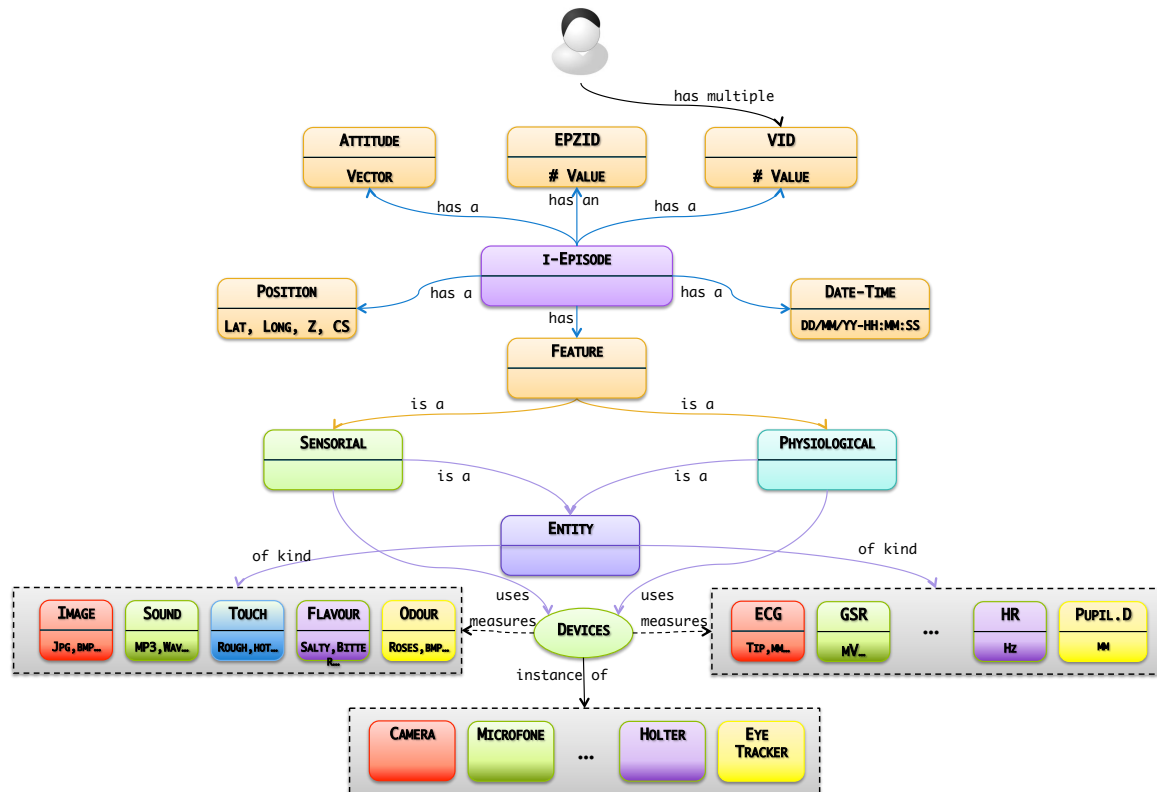 has multiple
Attitude
Vector
EPZID
# Value
VID
# Value
has a
has an
has a
i-Episode
Position
Lat, Long, Z, CS
has a
has a
Date-Time
DD/MM/YY-HH:MM:SS
has
Feature
is a
is a
Sensorial
Physiological
is a
is a
Entity
of kind
of kind
uses
uses
Image
Jpg,bmp…
Sound
MP3,Wav…
Touch
Rough,hot…
Flavour
Salty,Bitte
r…
Odour
Roses,bmp…
measures
Devices
measures
ECG
Tip,mm…
GSR
mV…
…
HR
Hz
Pupil.D
mm
instance of
Camera
Microfone
…
Holter
Eye
Tracker